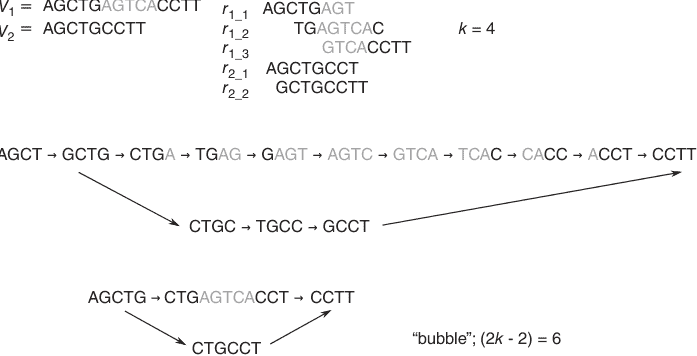 V1 = AGCTGAGTCACCTT
V2 = AGCTGCCTT
r1_1 AGCTGAGT
r1_2 TGAGTCAC
r1_3 GTCACCTT
r2_1 AGCTGCCT
r2_2 GCTGCCTT
k = 4
AGCT → GCTG → CTGA → TGAG → GAGT → AGTC → GTCA → TCAC → CACC → ACCT → CCTT
CTGC → TGCC → GCCT
AGCTG → CTGAGTCACCT → CCTT
CTGCCT
“bubble”; (2k - 2) = 6